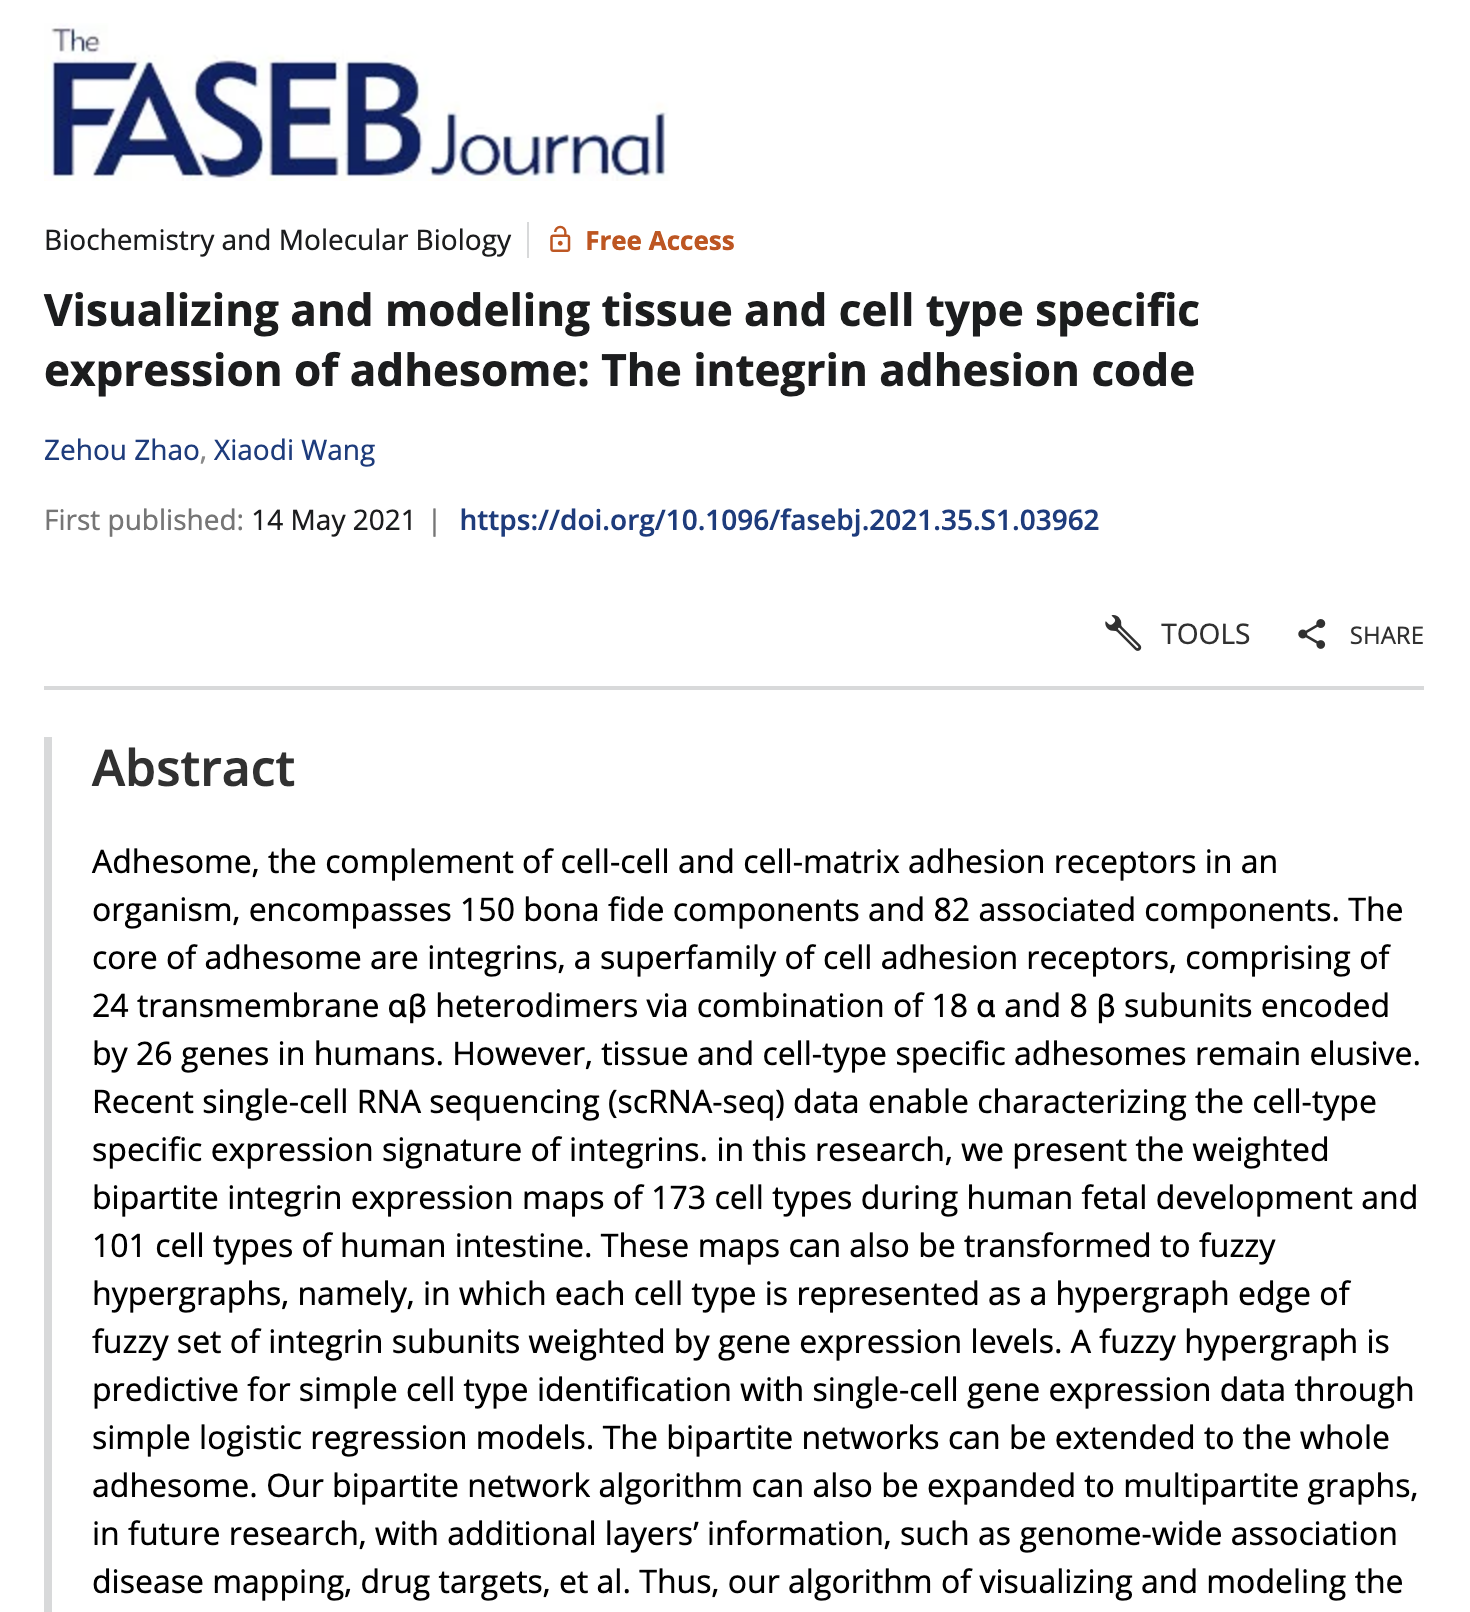 The
FASEB Journal
Biochemistry and Molecular Biology | Free Access
Visualizing and modeling tissue and cell type specific
expression of adhesome: The integrin adhesion code
Zehou Zhao, Xiaodi Wang
First published: 14 May 2021 | https://doi.org/10.1096/fasebj.2021.35.S1.03962
TOOLS SHARE
Abstract
Adhesome, the complement of cell-cell and cell-matrix adhesion receptors in an
organism, encompasses 150 bona fide components and 82 associated components. The
core of adhesome are integrins, a superfamily of cell adhesion receptors, comprising of
24 transmembrane αβ heterodimers via combination of 18 α and 8 β subunits encoded
by 26 genes in humans. However, tissue and cell-type specific adhesomes remain elusive.
Recent single-cell RNA sequencing (scRNA-seq) data enable characterizing the cell-type
specific expression signature of integrins. in this research, we present the weighted
bipartite integrin expression maps of 173 cell types during human fetal development and
101 cell types of human intestine. These maps can also be transformed to fuzzy
hypergraphs, namely, in which each cell type is represented as a hypergraph edge of
fuzzy set of integrin subunits weighted by gene expression levels. A fuzzy hypergraph is
predictive for simple cell type identification with single-cell gene expression data through
simple logistic regression models. The bipartite networks can be extended to the whole
adhesome. Our bipartite network algorithm can also be expanded to multipartite graphs,
in future research, with additional layers’ information, such as genome-wide association
disease mapping, drug targets, et al. Thus, our algorithm of visualizing and modeling the